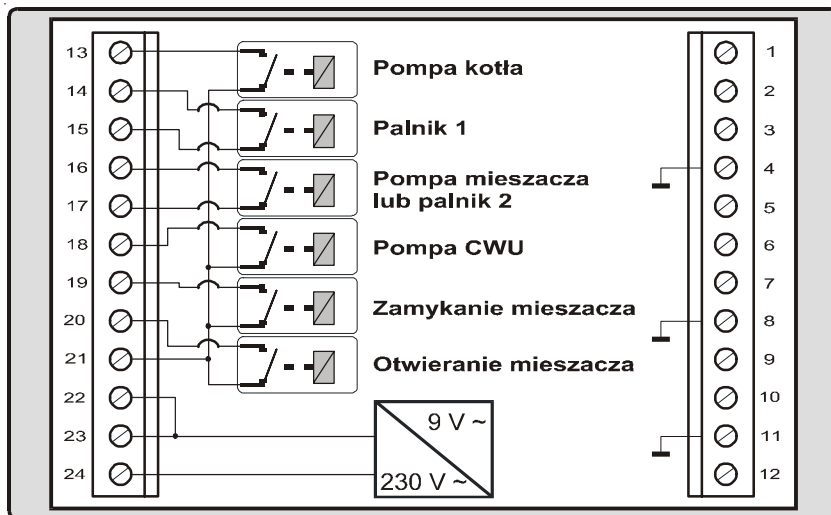 13
14
15
16
17
18
19
20
21
22
23
24
Pompa kotła
Palnik 1
Pompa mieszacza
lub palnik 2
Pompa CWU
Zamykanie mieszacza
Otwieranie mieszacza
9 V ~
230 V ~
1
2
3
4
5
6
7
8
9
10
11
12